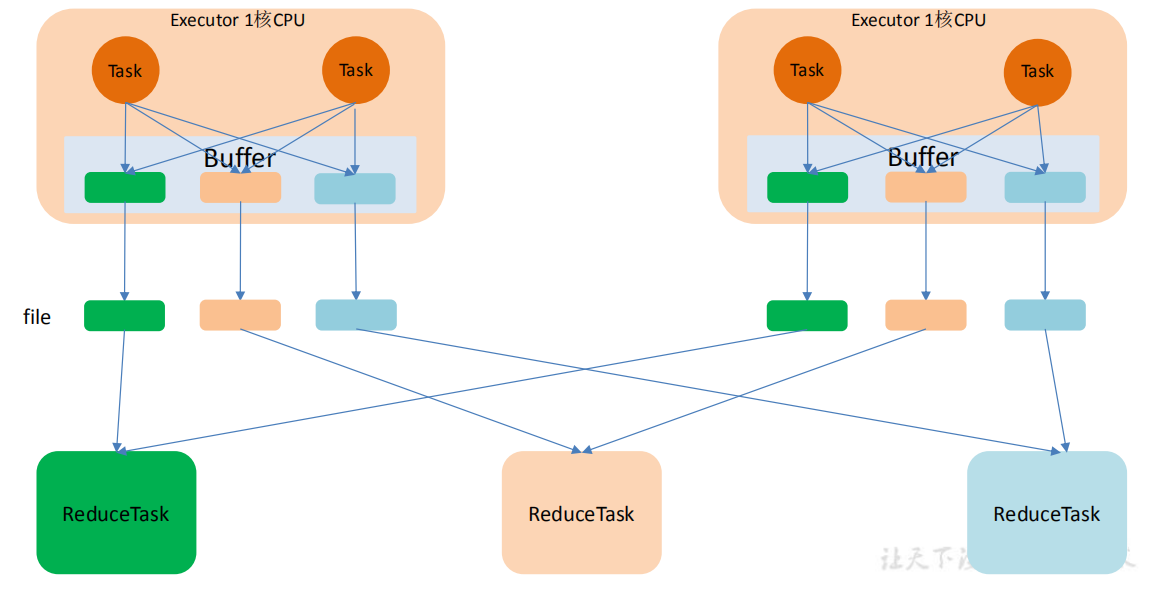 Executor 1核CPU
Executor 1核CPU
Task
Task
Task
Task
Buffer
Buffer
file
ReduceTask
ReduceTask
ReduceTask
让天下没